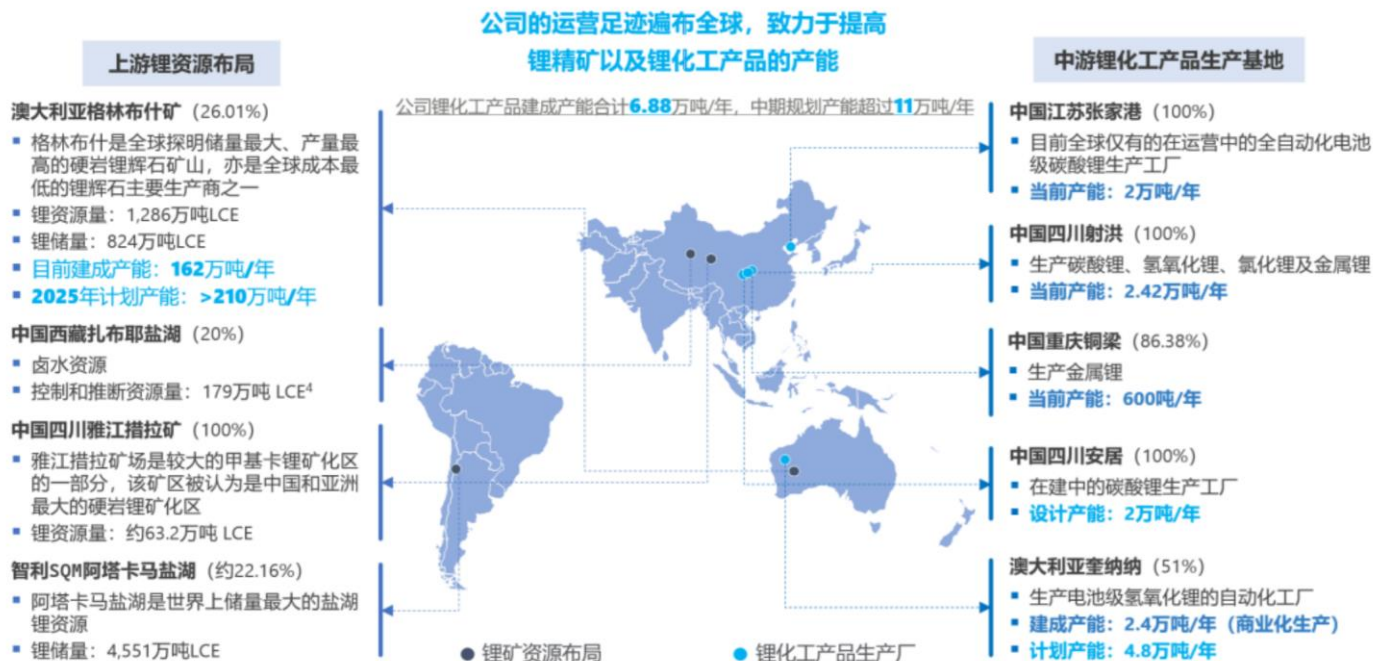 公司的运营足迹遍布全球，致力于提高
锂精矿以及锂化工产品的产能
公司锂化工产品建成产能合计6.88万吨/年，中期规划产能超过11万吨/年
上游锂资源布局
澳大利亚格林布什矿（26.01%）
▪ 格林布什是全球探明储量最大、产量最
高的硬岩锂辉石矿山，亦是全球成本最
低的锂辉石主要生产商之一
▪ 锂资源量：1,286万吨LCE
▪ 锂储量：824万吨LCE
▪ 目前建成产能：162万吨/年
▪ 2025年计划产能：>210万吨/年
中国西藏扎布耶盐湖（20%）
▪ 卤水资源
▪ 控制和推断资源量：179万吨 LCE⁴
中国四川雅江措拉矿（100%）
▪ 雅江措拉矿场是较大的甲基卡锂矿化区
的一部分，该矿区被认为是中国和亚洲
最大的硬岩锂矿化区
▪ 锂资源量：约63.2万吨 LCE
智利SQM阿塔卡马盐湖（约22.16%）
▪ 阿塔卡马盐湖是世界上储量最大的盐湖
锂资源
▪ 锂储量：4,551万吨LCE
中游锂化工产品生产基地
中国江苏张家港（100%）
▪ 目前全球仅有的在运营中的全自动化电池
级碳酸锂生产工厂
▪ 当前产能：2万吨/年
中国四川射洪（100%）
▪ 生产碳酸锂、氢氧化锂、氯化锂及金属锂
▪ 当前产能：2.42万吨/年
中国重庆铜梁（86.38%）
▪ 生产金属锂
▪ 当前产能：600吨/年
中国四川安居（100%）
▪ 在建中的碳酸锂生产工厂
▪ 设计产能：2万吨/年
澳大利亚奎纳纳（51%）
▪ 生产电池级氢氧化锂的自动化工厂
▪ 建成产能：2.4万吨/年（商业化生产）
▪ 计划产能：4.8万吨/年
● 锂矿资源布局
● 锂化工产品生产厂